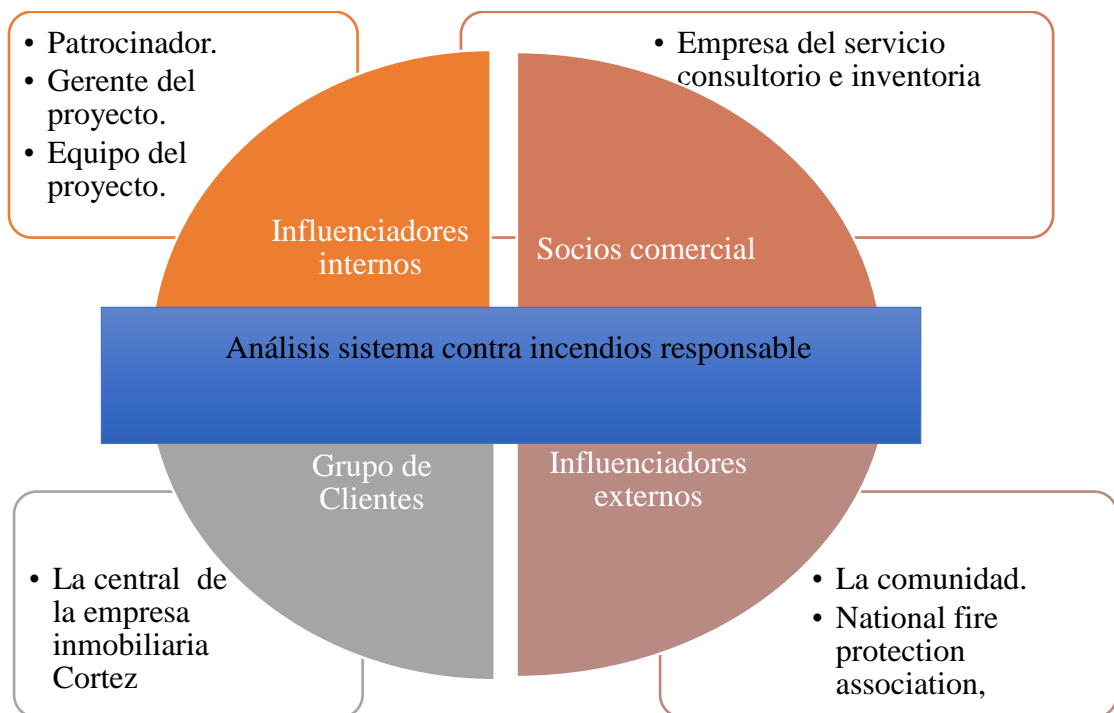 • Patrocinador.
• Gerente del
proyecto.
• Equipo del
proyecto.
• Empresa del servicio
consultorio e inventoria
Influenciadores
internos
Socios comercial
Análisis sistema contra incendios responsable
Grupo de
Clientes
Influenciadores
externos
• La central de
la empresa
inmobiliaria
Cortez
• La comunidad.
• National fire
protection
association,